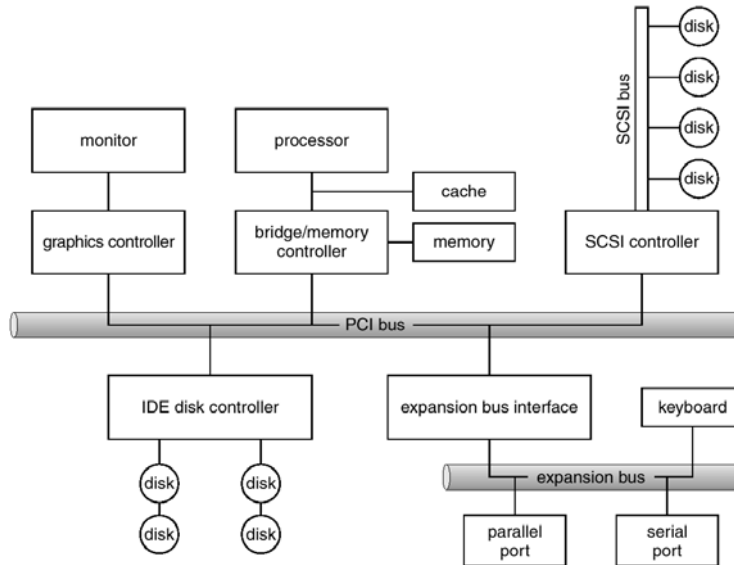 disk
disk
disk
disk
SCSI bus
monitor
processor
cache
graphics controller
bridge/memory
controller
memory
SCSI controller
PCI bus
IDE disk controller
expansion bus interface
keyboard
disk
disk
disk
disk
expansion bus
parallel
port
serial
port